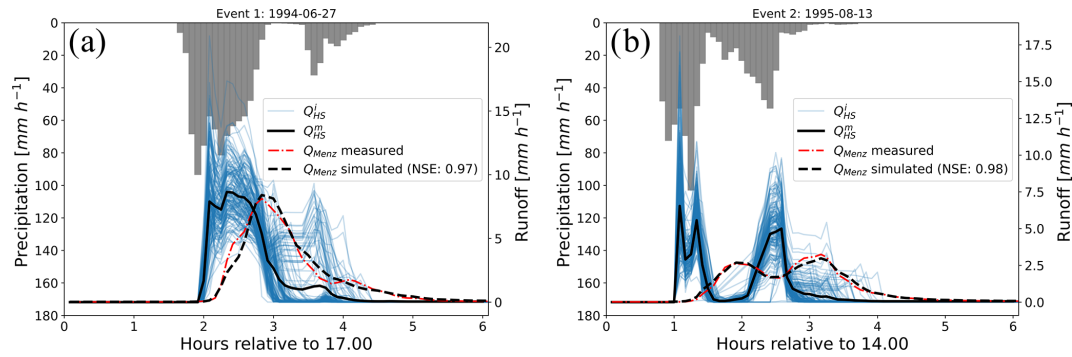 Event 1: 1994-06-27
(a)
Precipitation [mm h⁻¹]
0
20
40
60
80
100
120
140
160
180
Q^i_HS
Q^m_HS
Q_Menz measured
Q_Menz simulated (NSE: 0.97)
20
15
10
5
0
Runoff [mm h⁻¹]
0
1
2
3
4
5
6
Hours relative to 17.00
Event 2: 1995-08-13
(b)
Precipitation [mm h⁻¹]
0
20
40
60
80
100
120
140
160
180
Q^i_HS
Q^m_HS
Q_Menz measured
Q_Menz simulated (NSE: 0.98)
17.5
15.0
12.5
10.0
7.5
5.0
2.5
0.0
Runoff [mm h⁻¹]
0
1
2
3
4
5
6
Hours relative to 14.00